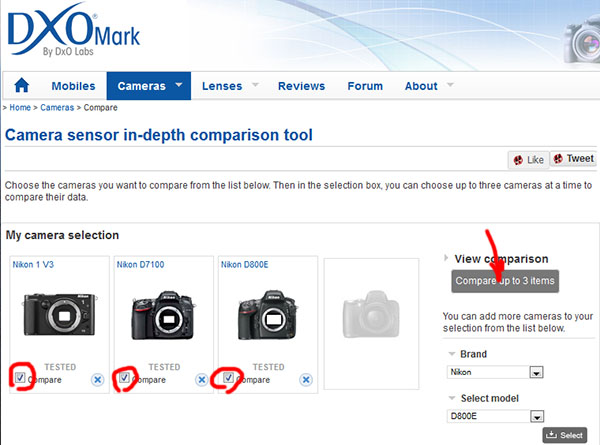 DXO Mark
By DxO Labs
Mobiles Cameras Lenses Reviews Forum About
> Home > Cameras > Compare
Camera sensor in-depth comparison tool
Like Tweet
Choose the cameras you want to compare from the list below. Then in the selection box, you can choose up to three cameras at a time to
compare their data.
My camera selection
Nikon 1 V3 Nikon D7100 Nikon D800E
TESTED TESTED TESTED
Compare Compare Compare
View comparison
Compare up to 3 items
You can add more cameras to your
selection from the list below.
Brand
Nikon
Select model
D800E
Select